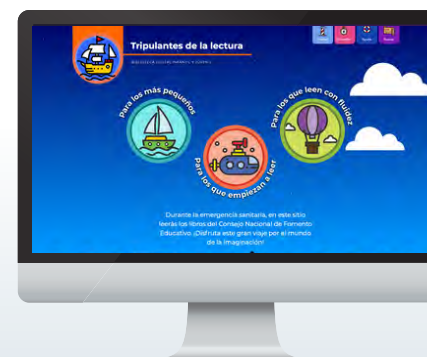 Tripulantes de la lectura
Para los más pequeños
Para los que empiezan a leer
Para los que leen con fluidez
Durante la emergencia sanitaria, en este sitio
leerás los libros del Consejo Nacional de Fomento
Educativo. ¡Disfruta este gran viaje por el mundo
de la imaginación!